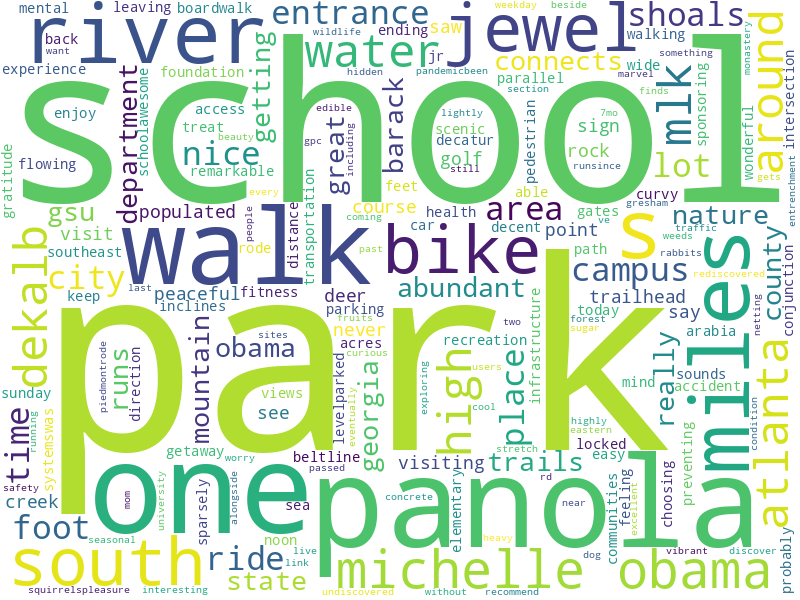 mental
leaving
boardwalk
entrance
river
jewel
shoals
weekday
beside
back
want
saw
ending
walking
something
experience
water
connects
wide
monastery
school
foundation
getting
jr
parallel
marvel
around
enjoy
department
schoolawesome
access
hidden
pandemicbeen
section
finds
mlk
sponsoring
wonderful
intersection
treat
scenic
edible
lightly
7mo
gratitude
flowing
nice
remarkable
beauty
great
gpc
including
barack
decatur
golf
still
pedestrian
sign
rock
runsince
lot
every
feet
able
gates
gresham
curvy
gets
entrenchment
gsu
populated
people
distance
transportation
course
coming
health
area
ve
s
nature
visit
rode
car
decent
point
traffic
southeast
walk
past
bike
path
weeds
dekalb
city
last
fitness
campus
rabbits
rediscovered
county
conjunction
keep
peaceful
deer
abundant
trailhead
say
miles
inclines
parking
never
forest
today
arabia
park
acres
sites
fruits
recreation
sugar
mountain
obama
two
infrastructure
netting
sounds
piedmontrode
runs
direction
views
curious
users
really
mind
accident
sunday
see
levelparked
georgia
exploring
high
cool
place
highly
eastern
condition
atlanta
running
time
getaway
beltline
eventually
stretch
locked
easy
systemswas
worry
passed
visiting
trails
feeling
choosing
preventing
safety
creek
one
sparsely
sea
concrete
rd
panola
foot
mom
university
alongside
elementary
near
excellent
communities
probably
south
ride
noon
live
dog
vibrant
discover
seasonal
state
link
michelle
heavy
obama
squirrelspleasure
interesting
undiscovered
without
recommend